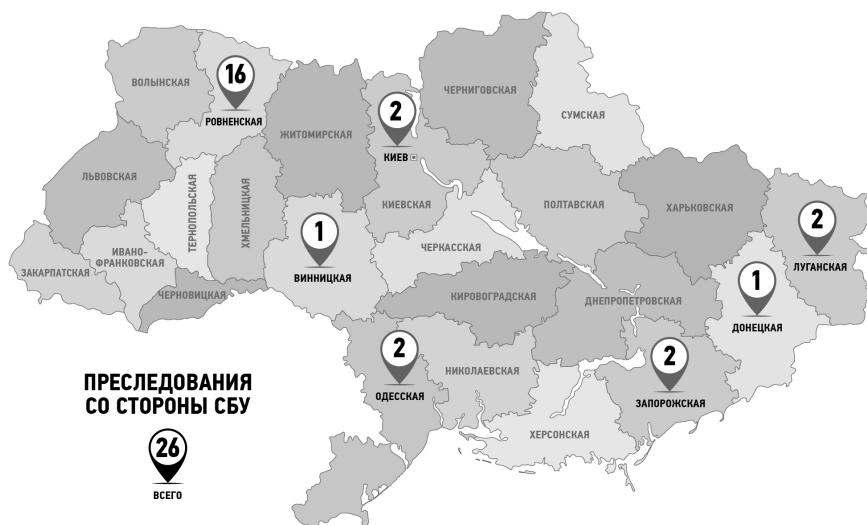 ВОЛЫНСКАЯ
16
РОВНЕНСКАЯ
ЖИТОМИРСКАЯ
2
КИЕВ
ЧЕРНИГОВСКАЯ
СУМСКАЯ
ЛЬВОВСКАЯ
ТЕРНОПОЛЬСКАЯ
ХМЕЛЬНИЦКАЯ
КИЕВСКАЯ
ПОЛТАВСКАЯ
ХАРЬКОВСКАЯ
2
ЛУГАНСКАЯ
ЗАКАРПАТСКАЯ
ИВАНО-
ФРАНКОВСКАЯ
ЧЕРНОВИЦКАЯ
1
ВИННИЦКАЯ
ЧЕРКАССКАЯ
КИРОВОГРАДСКАЯ
ДНЕПРОПЕТРОВСКАЯ
1
ДОНЕЦКАЯ
2
ОДЕССКАЯ
НИКОЛАЕВСКАЯ
2
ЗАПОРОЖСКАЯ
ХЕРСОНСКАЯ
ПРЕСЛЕДОВАНИЯ
СО СТОРОНЫ СБУ
26
ВСЕГО